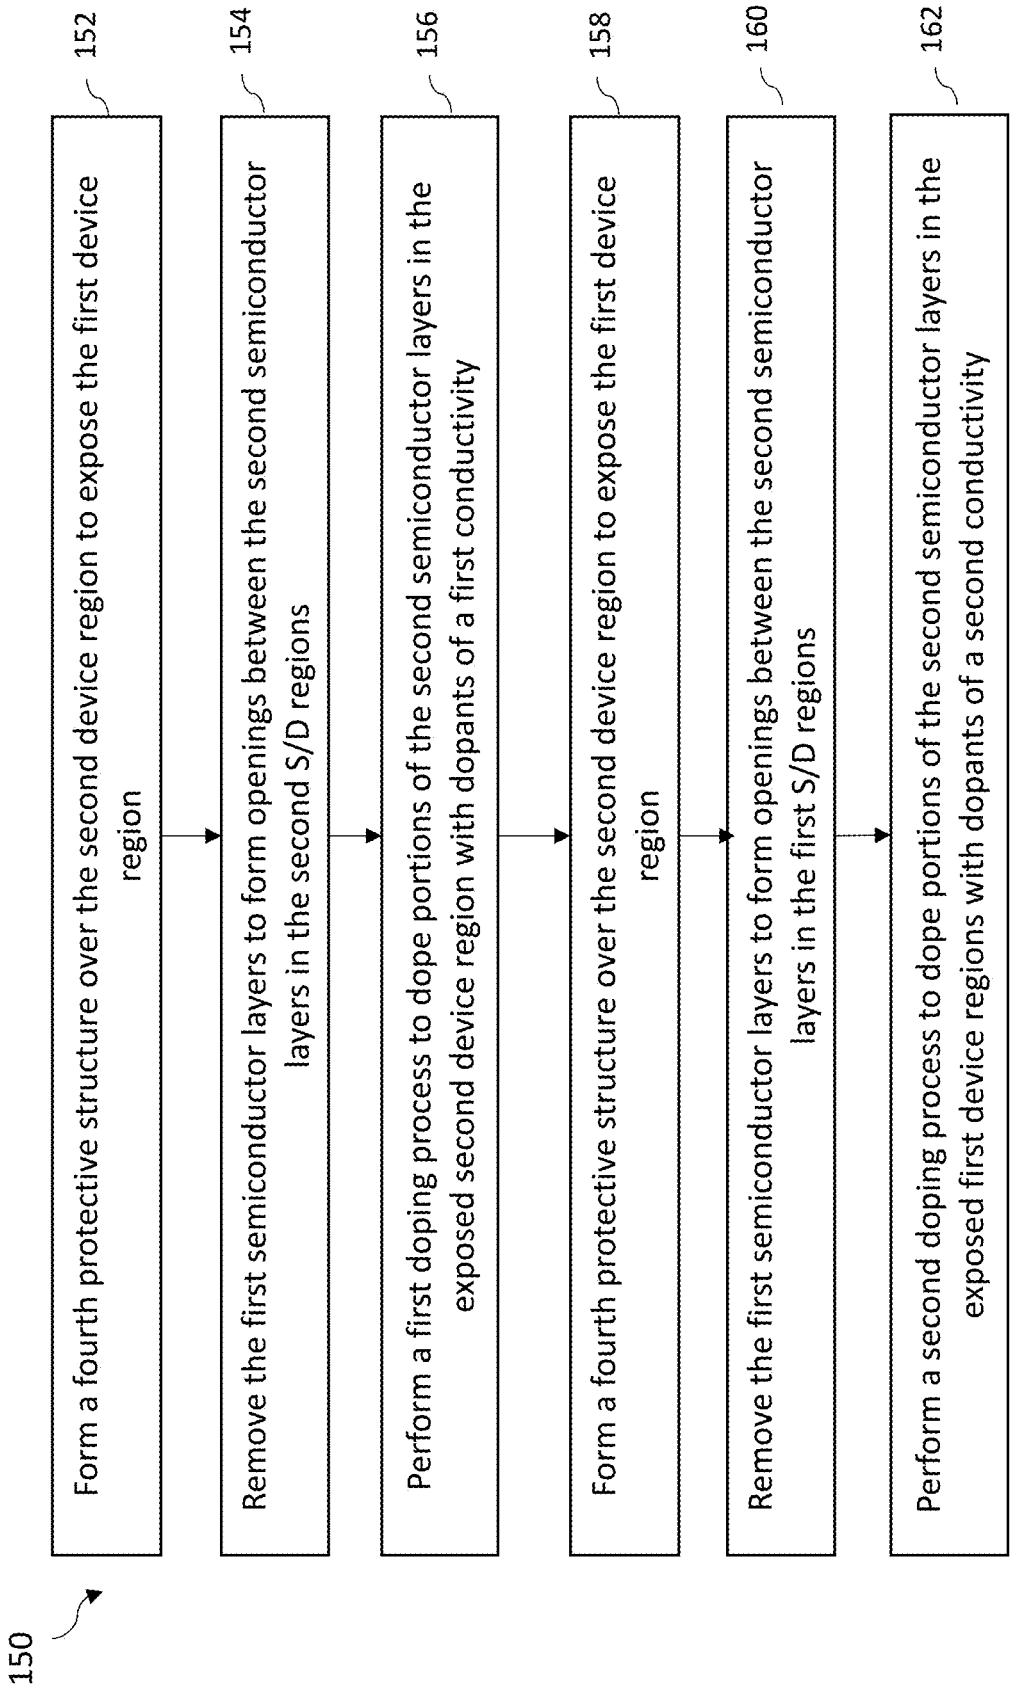 150
152
Form a fourth protective structure over the second device region to expose the first device
region
154
Remove the first semiconductor layers to form openings between the second semiconductor
layers in the second S/D regions
156
Perform a first doping process to dope portions of the second semiconductor layers in the
exposed second device region with dopants of a first conductivity
158
Form a fourth protective structure over the second device region to expose the first device
region
160
Remove the first semiconductor layers to form openings between the second semiconductor
layers in the first S/D regions
162
Perform a second doping process to dope portions of the second semiconductor layers in the
exposed first device regions with dopants of a second conductivity